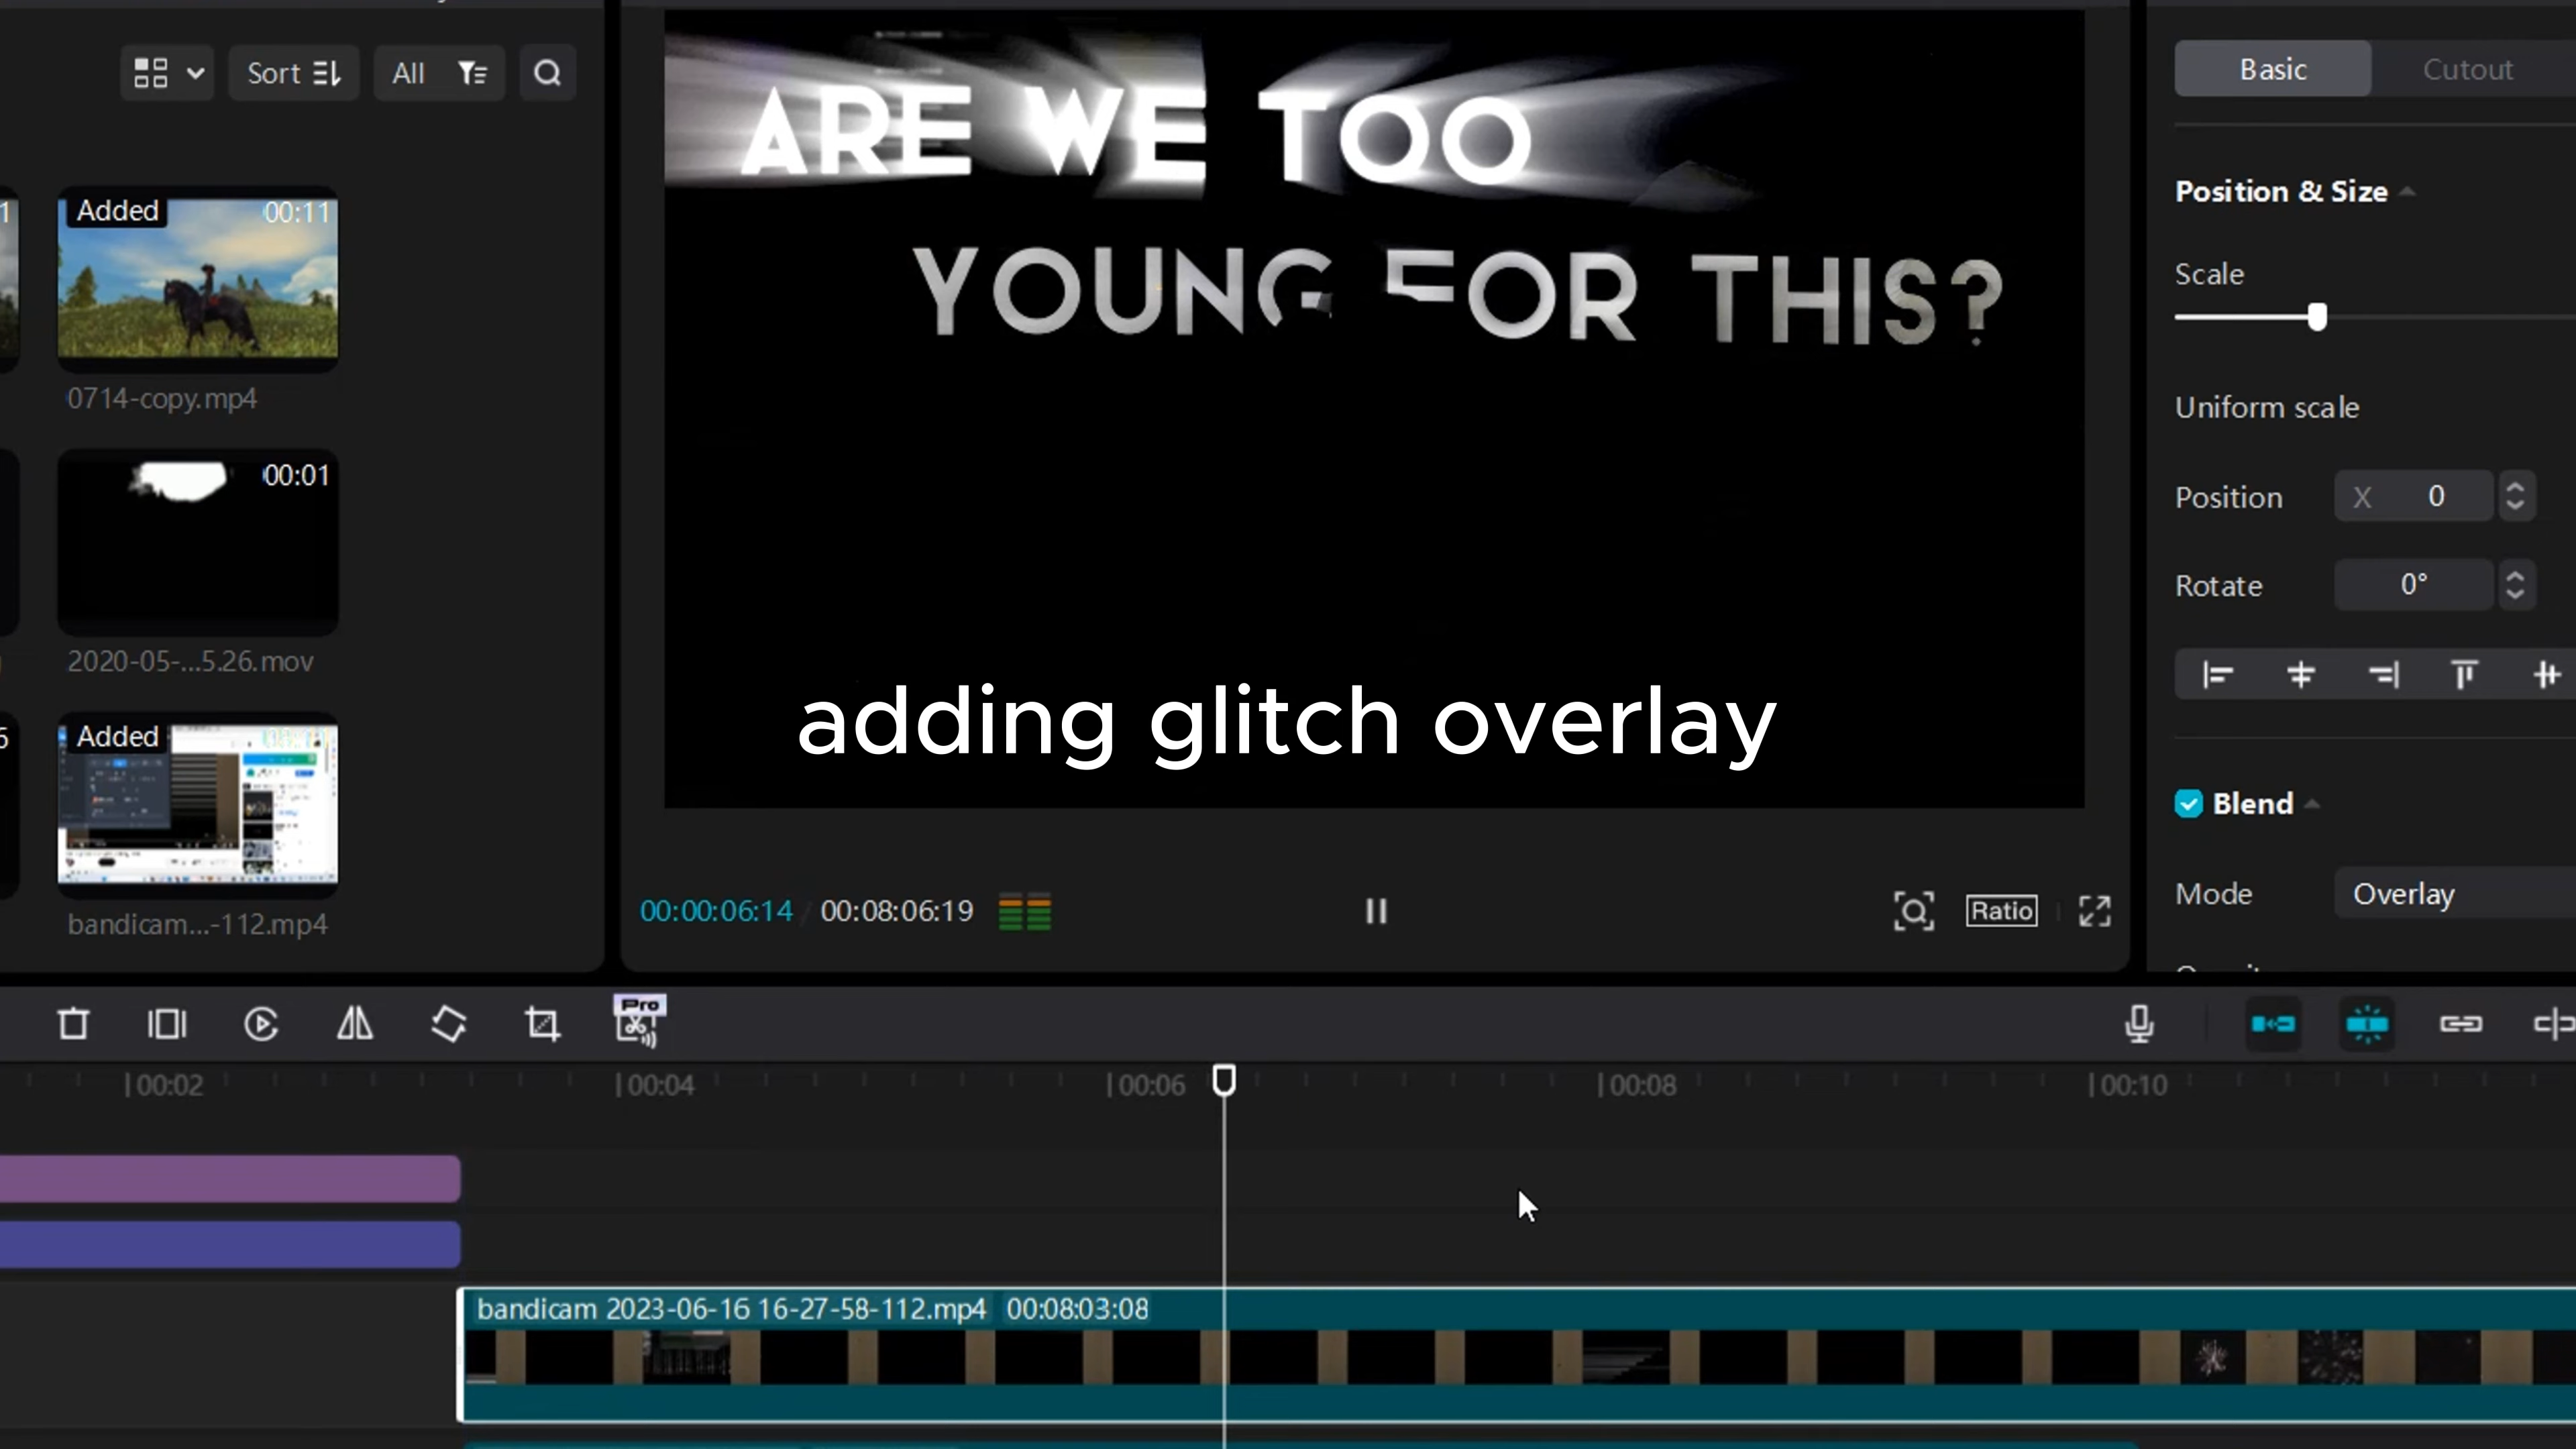 Sort All
Added 00:11
0714-copy.mp4
00:01
2020-05-...5.26.mov
Added
bandicam...-112.mp4
ARE WE TOO
YOUNG FOR THIS?
adding glitch overlay
00:00:06:14 / 00:08:06:19
Ratio
Basic Cutout
Position & Size
Scale
Uniform scale
Position X 0
Rotate 0°
Blend
Mode Overlay
Pro
00:02 00:04 00:06 00:08 00:10
bandicam 2023-06-16 16-27-58-112.mp4 00:08:03:08